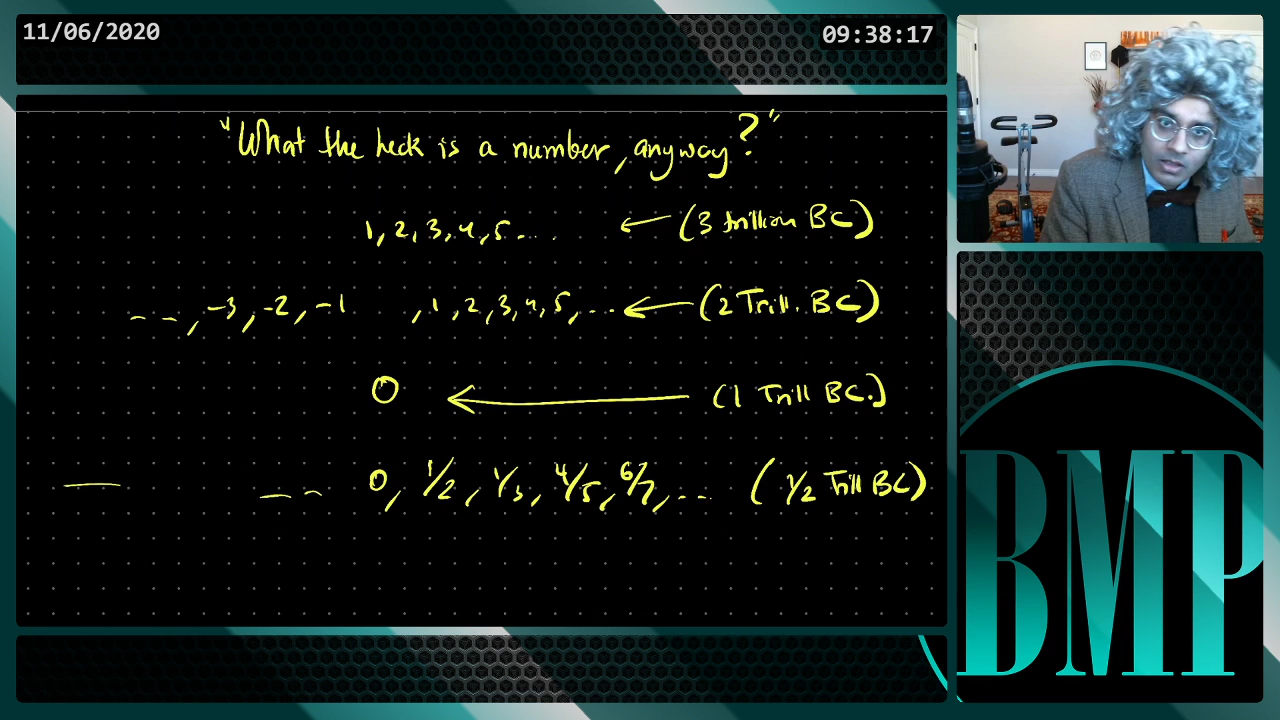 11/06/2020
09:38:17
"What the heck is a number, anyway?"
1, 2, 3, 4, 5... ← (3 trillion BC)
- -, -3, -2, -1 , 1, 2, 3, 4, 5, ... ← (2 Trill. BC)
0 ← (1 Trill BC.)
— - - 0, 1/2, 1/3, 4/5, 6/7, ... (1/2 Trill BC)
BMP